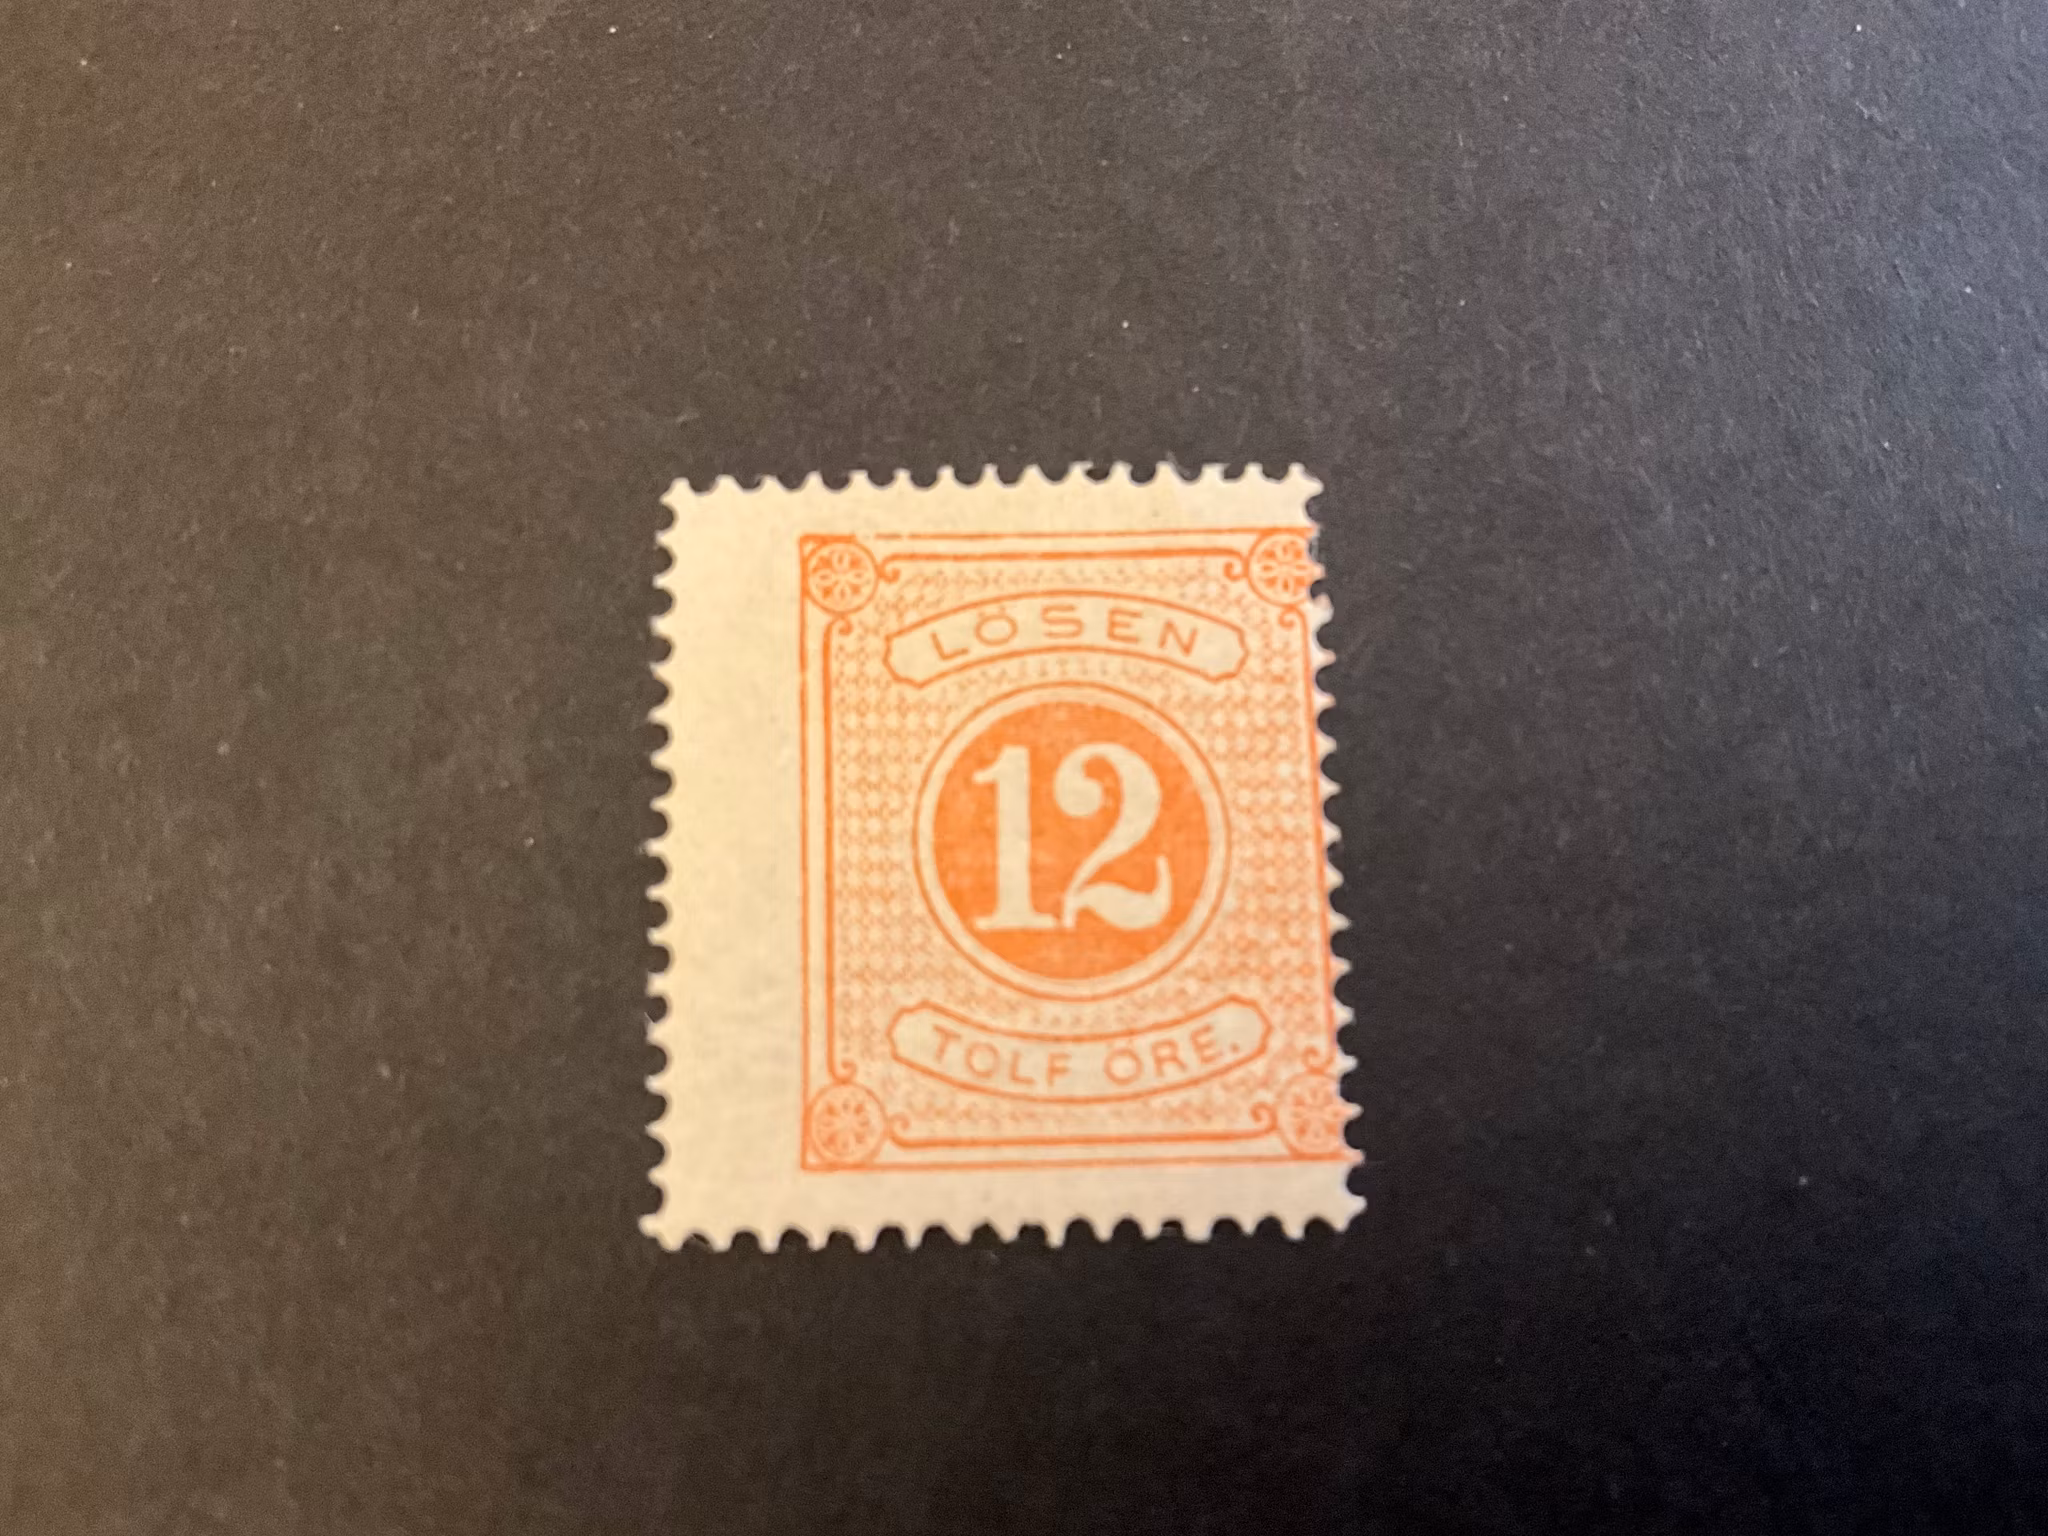 LÖSEN
12
TOLF ÖRE.